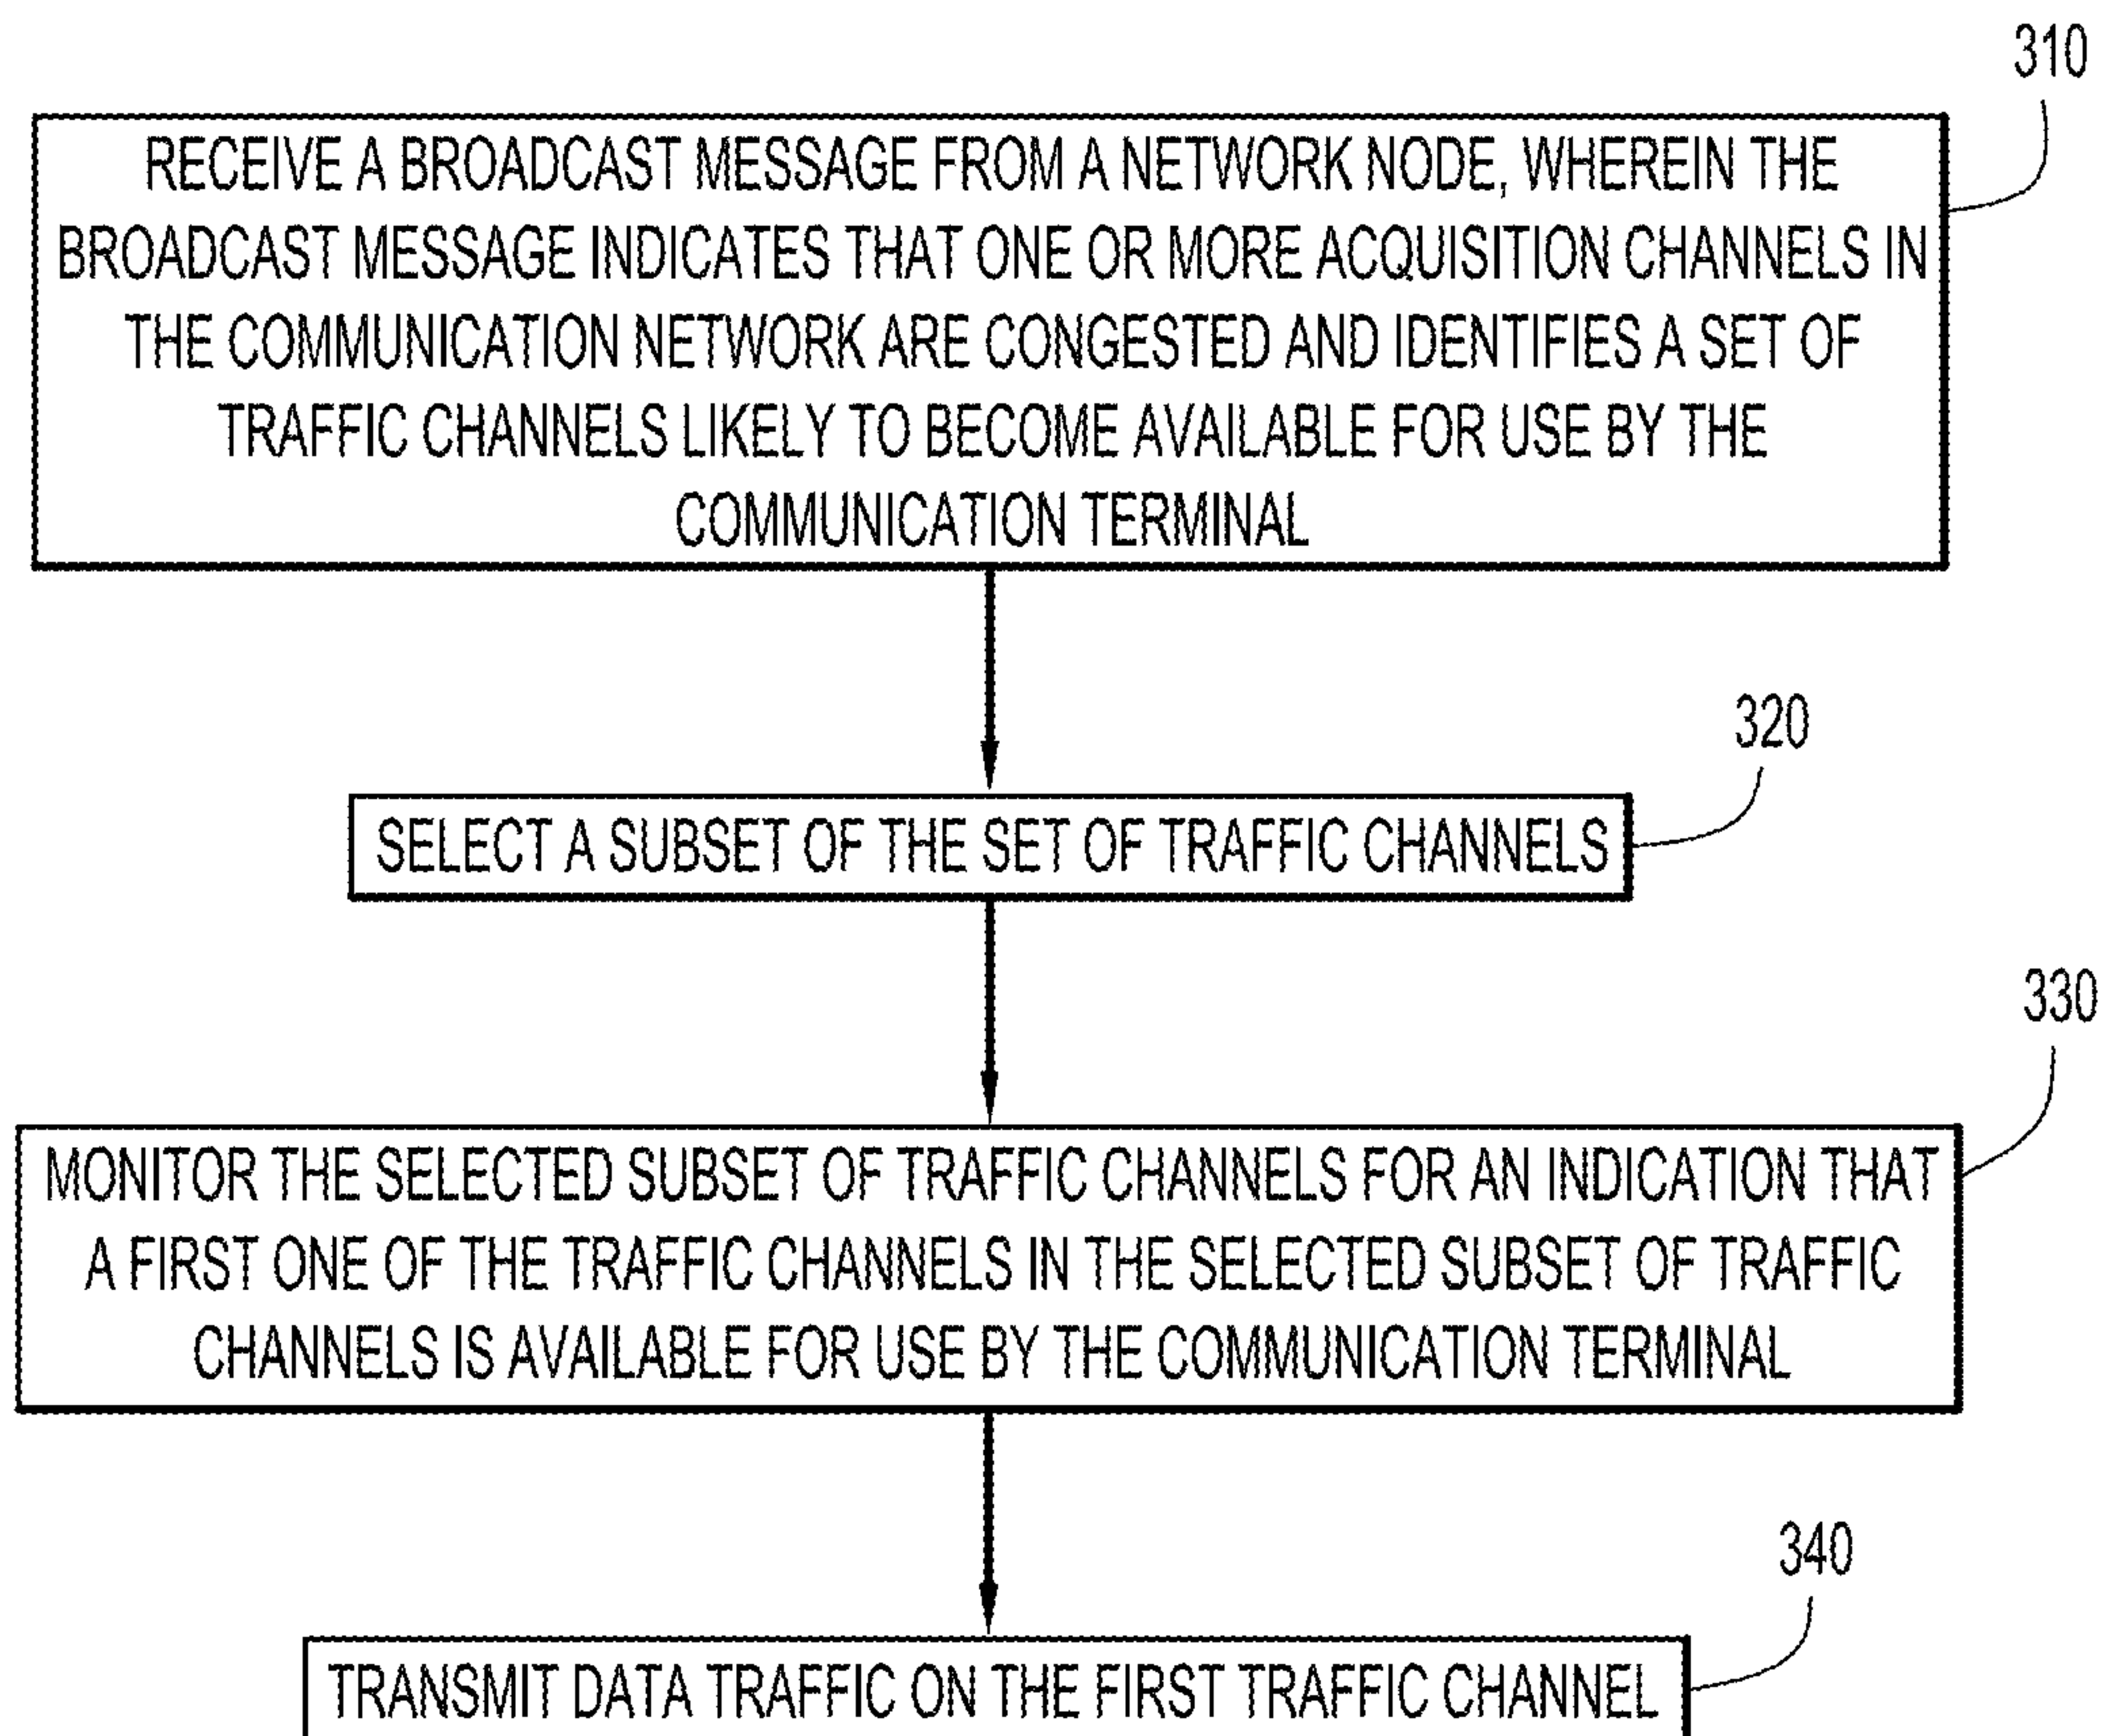 310
RECEIVE A BROADCAST MESSAGE FROM A NETWORK NODE, WHEREIN THE
BROADCAST MESSAGE INDICATES THAT ONE OR MORE ACQUISITION CHANNELS IN
THE COMMUNICATION NETWORK ARE CONGESTED AND IDENTIFIES A SET OF
TRAFFIC CHANNELS LIKELY TO BECOME AVAILABLE FOR USE BY THE
COMMUNICATION TERMINAL
320
SELECT A SUBSET OF THE SET OF TRAFFIC CHANNELS
330
MONITOR THE SELECTED SUBSET OF TRAFFIC CHANNELS FOR AN INDICATION THAT
A FIRST ONE OF THE TRAFFIC CHANNELS IN THE SELECTED SUBSET OF TRAFFIC
CHANNELS IS AVAILABLE FOR USE BY THE COMMUNICATION TERMINAL
340
TRANSMIT DATA TRAFFIC ON THE FIRST TRAFFIC CHANNEL